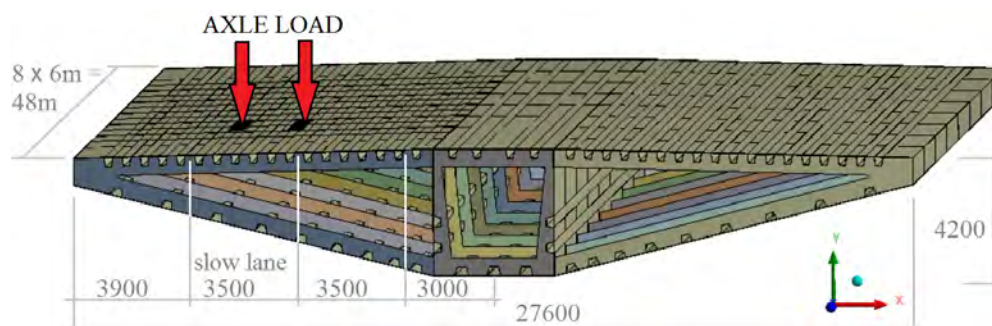 AXLE LOAD
8 x 6m =
48m
slow lane
3900
3500
3500
3000
27600
4200
Y
X